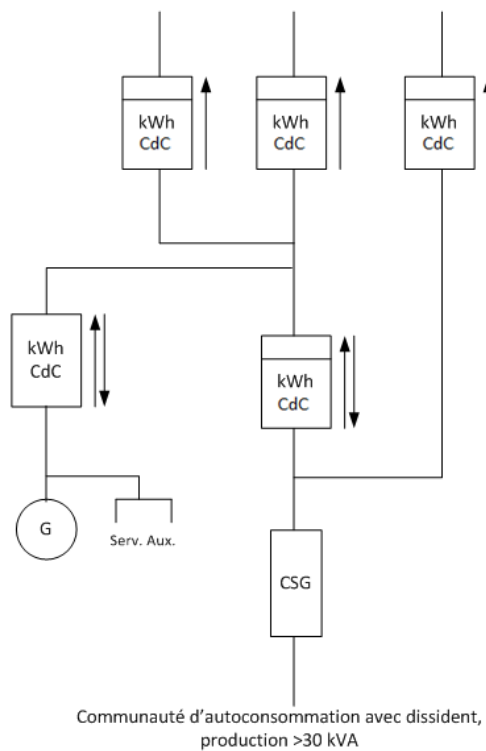 kWh
CdC
kWh
CdC
kWh
CdC
kWh
CdC
kWh
CdC
G
Serv. Aux.
CSG
Communauté d'autoconsommation avec dissident,
production >30 kVA